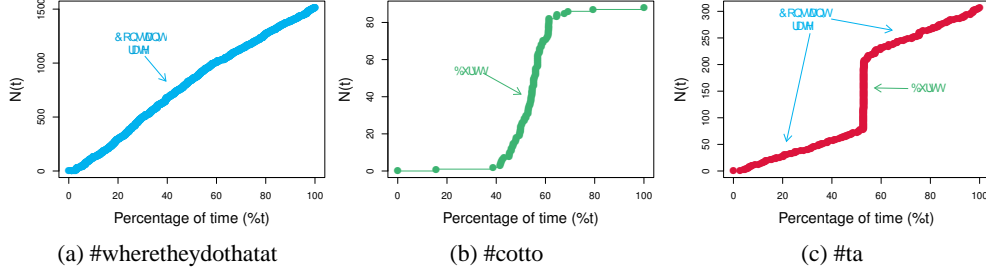 N(t)
1500
1000
500
0
0 20 40 60 80 100
Percentage of time (%t)
(a) #wheretheydothatat
N(t)
80
60
40
20
0
0 20 40 60 80 100
Percentage of time (%t)
(b) #cotto
N(t)
300
250
200
150
100
50
0
0 20 40 60 80 100
Percentage of time (%t)
(c) #ta